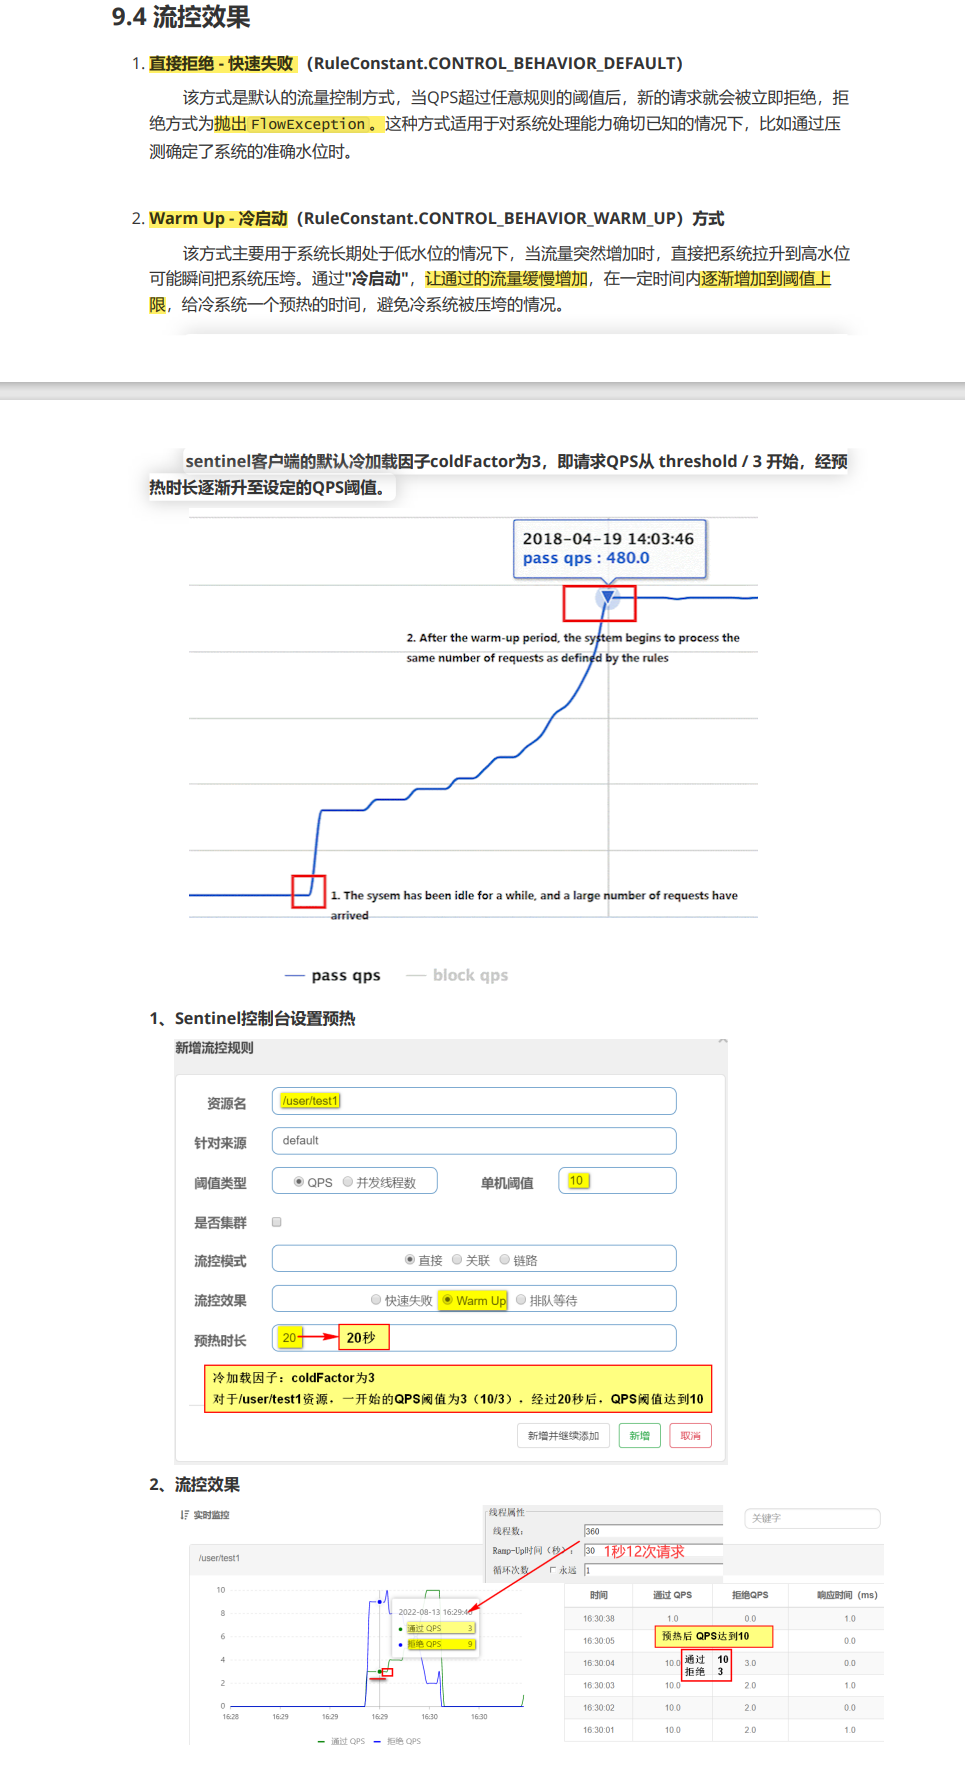 9.4 流控效果
1. 直接拒绝 - 快速失败 （RuleConstant.CONTROL_BEHAVIOR_DEFAULT）
该方式是默认的流量控制方式，当QPS超过任意规则的阈值后，新的请求就会被立即拒绝，拒
绝方式为抛出 FlowException 。这种方式适用于对系统处理能力确切已知的情况下，比如通过压
测确定了系统的准确水位时。
2. Warm Up - 冷启动（RuleConstant.CONTROL_BEHAVIOR_WARM_UP）方式
该方式主要用于系统长期处于低水位的情况下，当流量突然增加时，直接把系统拉升到高水位
可能瞬间把系统压垮。通过"冷启动"，让通过的流量缓慢增加，在一定时间内逐渐增加到阈值上
限，给冷系统一个预热的时间，避免冷系统被压垮的情况。
sentinel客户端的默认冷加载因子coldFactor为3，即请求QPS从 threshold / 3 开始，经预
热时长逐渐升至设定的QPS阈值。
2018-04-19 14:03:46
pass qps : 480.0
2. After the warm-up period, the system begins to process the
same number of requests as defined by the rules
1. The sysem has been idle for a while, and a large number of requests have
arrived
pass qps block qps
1、Sentinel控制台设置预热
新增流控规则
资源名 /user/test1
针对来源 default
阈值类型 QPS 并发线程数 单机阈值 10
是否集群
流控模式 直接 关联 链路
流控效果 快速失败 Warm Up 排队等待
预热时长 20 20秒
冷加载因子：coldFactor为3
对于/user/test1资源，一开始的QPS阈值为3（10/3），经过20秒后，QPS阈值达到10
新增并继续添加 新增 取消
2、流控效果
实时监控
线程属性
线程数： 360
Ramp-Up时间（秒）： 30 1秒12次请求
循环次数 永远 1
关键字
/user/test1
10
8
6
4
2
0
16:28 16:29 16:29 16:29 16:30 16:30
2022-08-13 16:29:40
通过 QPS 3
拒绝 QPS 9
通过 QPS 拒绝 QPS
时间 通过 QPS 拒绝QPS 响应时间（ms）
16:30:38 1.0 0.0 1.0
16:30:05 预热后 QPS达到10 0.0
16:30:04 10.0 3.0 0.0
通过 10
拒绝 3
16:30:03 10.0 2.0 1.0
16:30:02 10.0 2.0 0.0
16:30:01 10.0 2.0 1.0